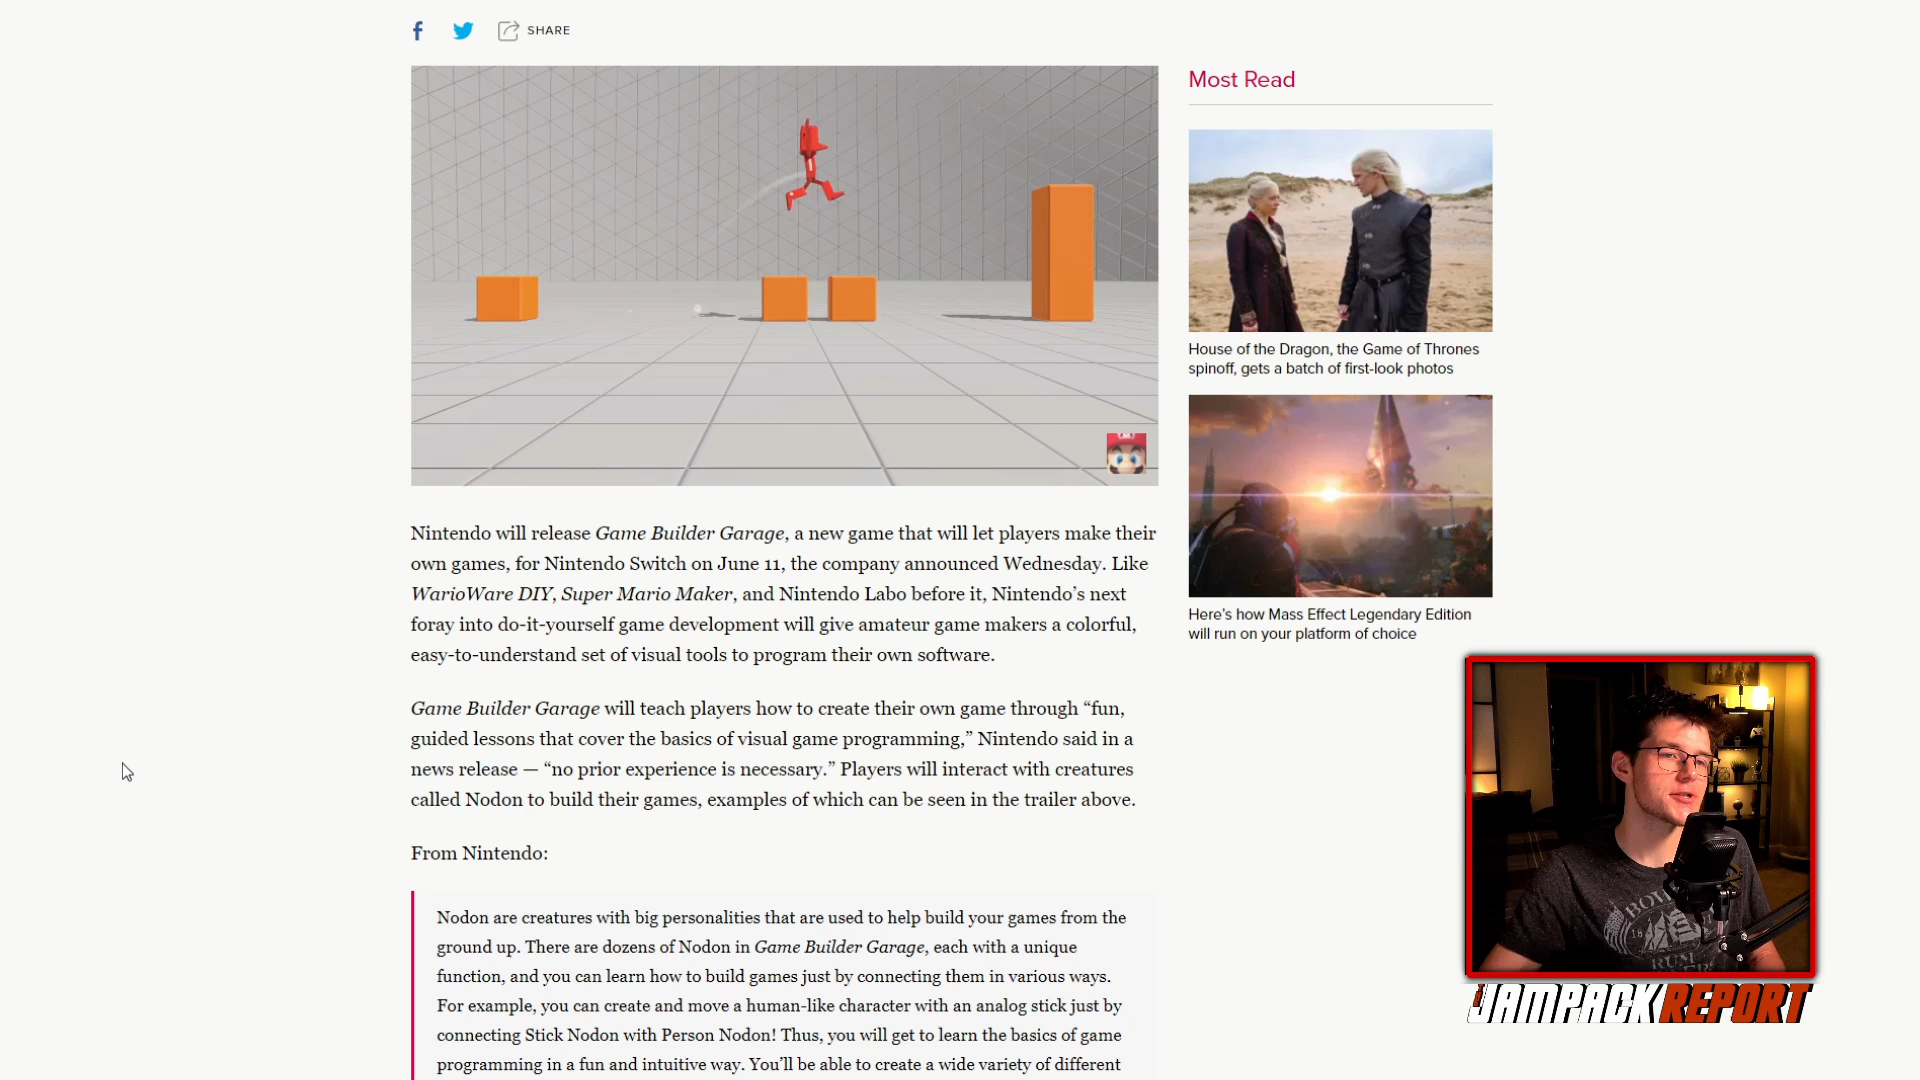 SHARE
Nintendo will release Game Builder Garage, a new game that will let players make their
own games, for Nintendo Switch on June 11, the company announced Wednesday. Like
WarioWare DIY, Super Mario Maker, and Nintendo Labo before it, Nintendo’s next
foray into do-it-yourself game development will give amateur game makers a colorful,
easy-to-understand set of visual tools to program their own software.
Game Builder Garage will teach players how to create their own game through “fun,
guided lessons that cover the basics of visual game programming,” Nintendo said in a
news release — “no prior experience is necessary.” Players will interact with creatures
called Nodon to build their games, examples of which can be seen in the trailer above.
From Nintendo:
Nodon are creatures with big personalities that are used to help build your games from the
ground up. There are dozens of Nodon in Game Builder Garage, each with a unique
function, and you can learn how to build games just by connecting them in various ways.
For example, you can create and move a human-like character with an analog stick just by
connecting Stick Nodon with Person Nodon! Thus, you will get to learn the basics of game
programming in a fun and intuitive way. You’ll be able to create a wide variety of different
Most Read
House of the Dragon, the Game of Thrones
spinoff, gets a batch of first-look photos
Here’s how Mass Effect Legendary Edition
will run on your platform of choice
RUM
JAMPACK REPORT